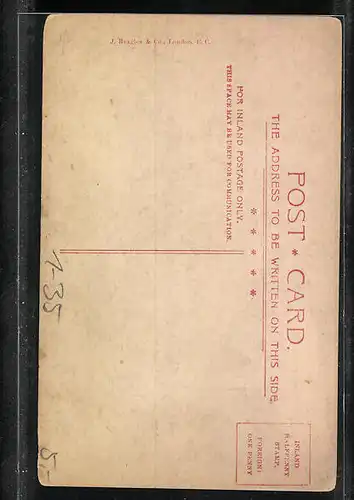 POST * CARD.
THE ADDRESS TO BE WRITTEN ON THIS SIDE.
FOR INLAND POSTAGE ONLY,
THIS SPACE MAY BE USED FOR COMMUNICATION.
INLAND
HALFPENNY
STAMP.
FOREIGN:
ONE PENNY
J. Beagles & Co., London, E. C.
1-35
5.-